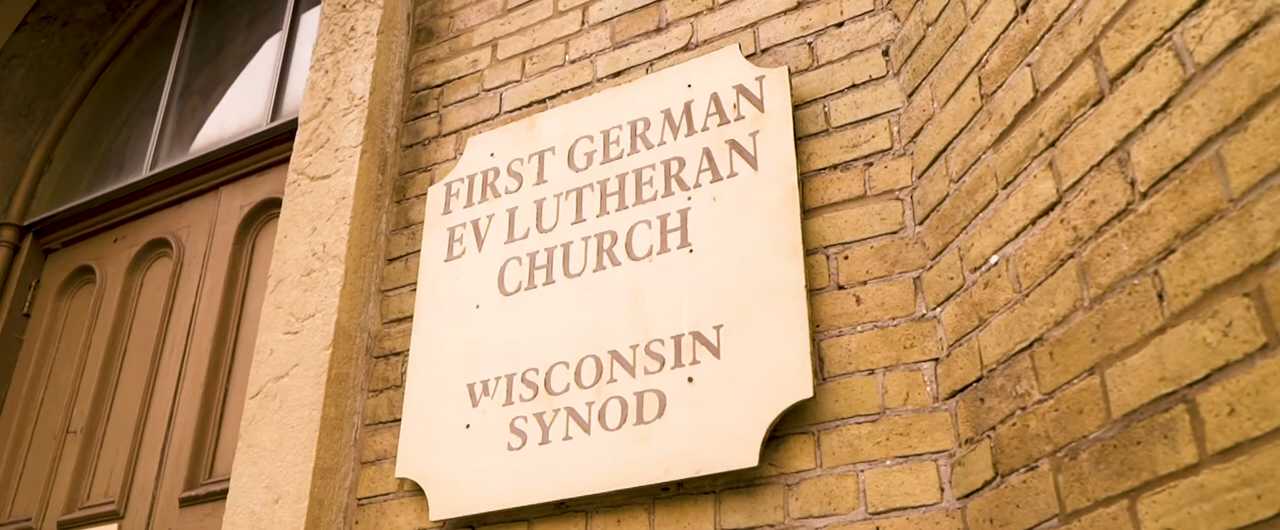 FIRST GERMAN
EV LUTHERAN
CHURCH
WISCONSIN
SYNOD